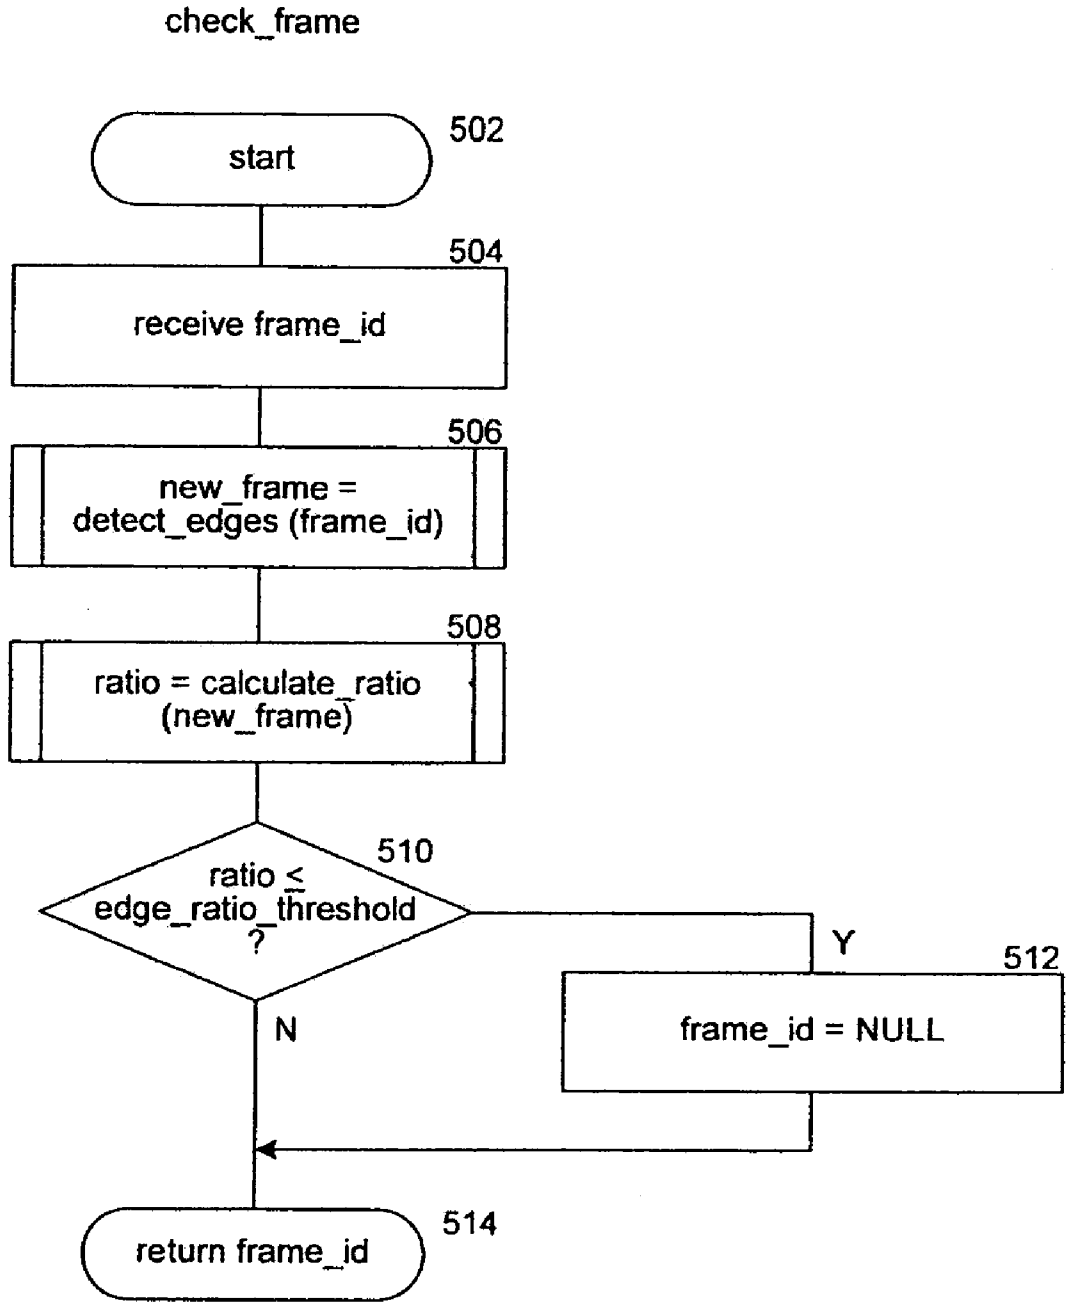 check_frame
502
start
504
receive frame_id
506
new_frame =
detect_edges (frame_id)
508
ratio = calculate_ratio
(new_frame)
510
ratio ≤
edge_ratio_threshold
?
Y
512
N
frame_id = NULL
514
return frame_id